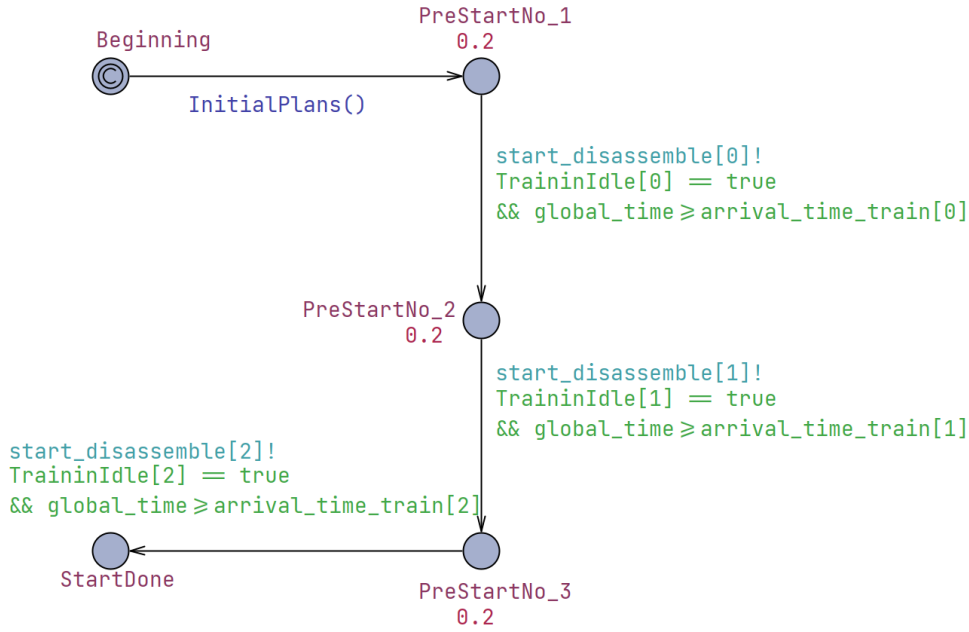 PreStartNo_1
0.2
Beginning
C
InitialPlans()
start_disassemble[0]!
TraininIdle[0] == true
&& global_time>=arrival_time_train[0]
PreStartNo_2
0.2
start_disassemble[1]!
TraininIdle[1] == true
&& global_time>=arrival_time_train[1]
start_disassemble[2]!
TraininIdle[2] == true
&& global_time>=arrival_time_train[2]
StartDone
PreStartNo_3
0.2